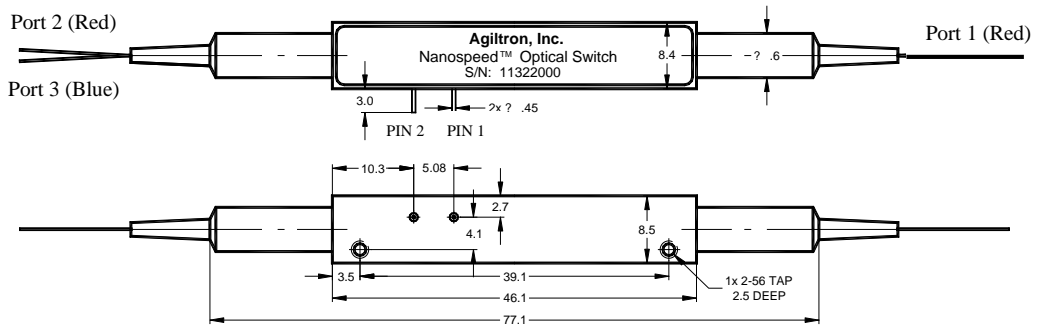 Port 2 (Red)
Port 3 (Blue)
Agiltron, Inc.
Nanospeed™ Optical Switch
S/N: 11322000
8.4
? .6
Port 1 (Red)
3.0
2x ? .45
PIN 2
PIN 1
10.3
5.08
2.7
4.1
8.5
3.5
39.1
1x 2-56 TAP
2.5 DEEP
46.1
77.1